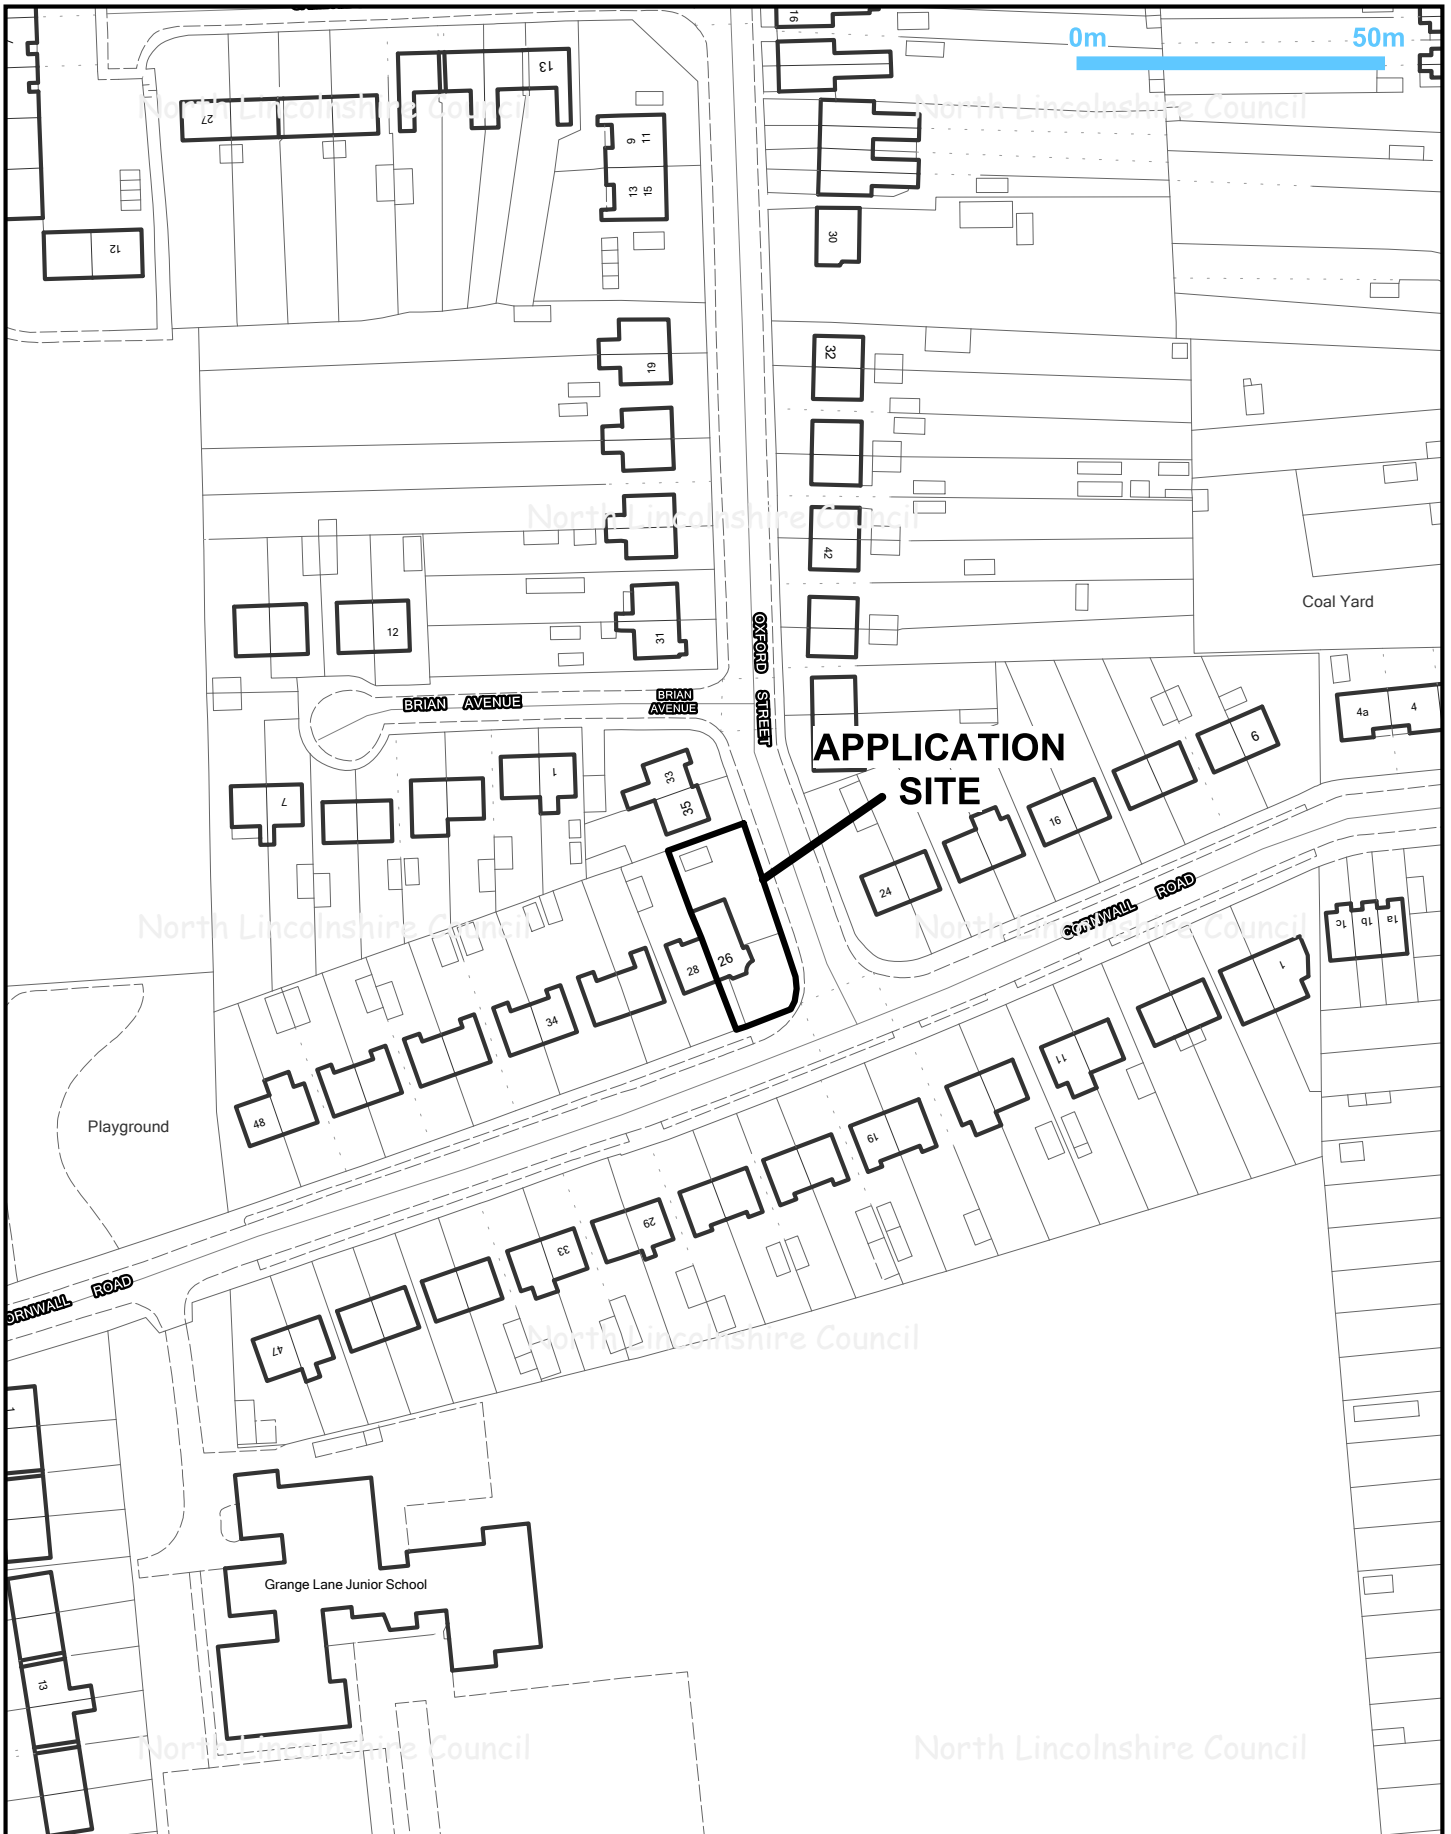 16
0m 50m
13
North Lincolnshire Council
North Lincolnshire Council
27
9 11
13 15
12
30
32
19
North Lincolnshire Council
42
Coal Yard
12
31
OXFORD STREET
BRIAN AVENUE
BRIAN
AVENUE
4a 4
6
APPLICATION
SITE
33
35
1
7
16
24
CORNWALL ROAD
1c 1b 1a
North Lincolnshire Council
North Lincolnshire Council
28
26
1
34
11
48
Playground
19
29
33
ORNWALL ROAD
47
North Lincolnshire Council
1
Grange Lane Junior School
13
North Lincolnshire Council
North Lincolnshire Council